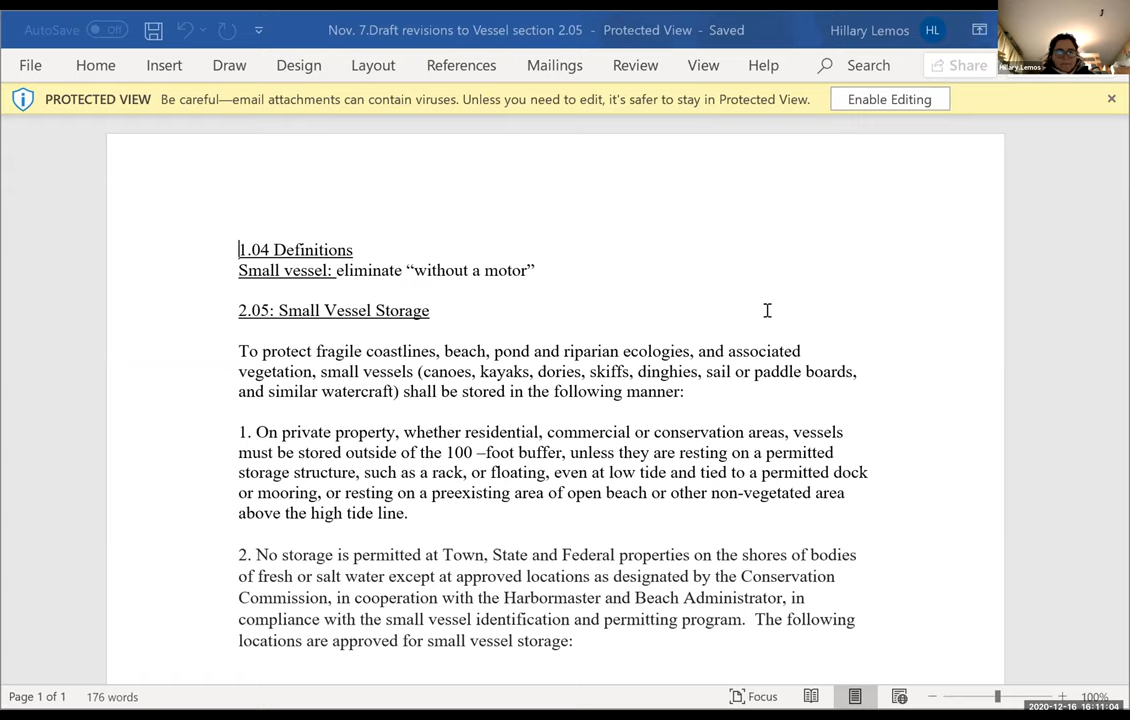 AutoSave Off Nov. 7.Draft revisions to Vessel section 2.05 - Protected View - Saved Hillary Lemos HL
File Home Insert Draw Design Layout References Mailings Review View Help Search Share
Hillary Lemos
PROTECTED VIEW Be careful—email attachments can contain viruses. Unless you need to edit, it's safer to stay in Protected View. Enable Editing
1.04 Definitions
Small vessel: eliminate “without a motor”
2.05: Small Vessel Storage
To protect fragile coastlines, beach, pond and riparian ecologies, and associated
vegetation, small vessels (canoes, kayaks, dories, skiffs, dinghies, sail or paddle boards,
and similar watercraft) shall be stored in the following manner:
1. On private property, whether residential, commercial or conservation areas, vessels
must be stored outside of the 100 –foot buffer, unless they are resting on a permitted
storage structure, such as a rack, or floating, even at low tide and tied to a permitted dock
or mooring, or resting on a preexisting area of open beach or other non-vegetated area
above the high tide line.
2. No storage is permitted at Town, State and Federal properties on the shores of bodies
of fresh or salt water except at approved locations as designated by the Conservation
Commission, in cooperation with the Harbormaster and Beach Administrator, in
compliance with the small vessel identification and permitting program.  The following
locations are approved for small vessel storage:
Page 1 of 1 176 words Focus 100%
2020-12-16 16:11:04